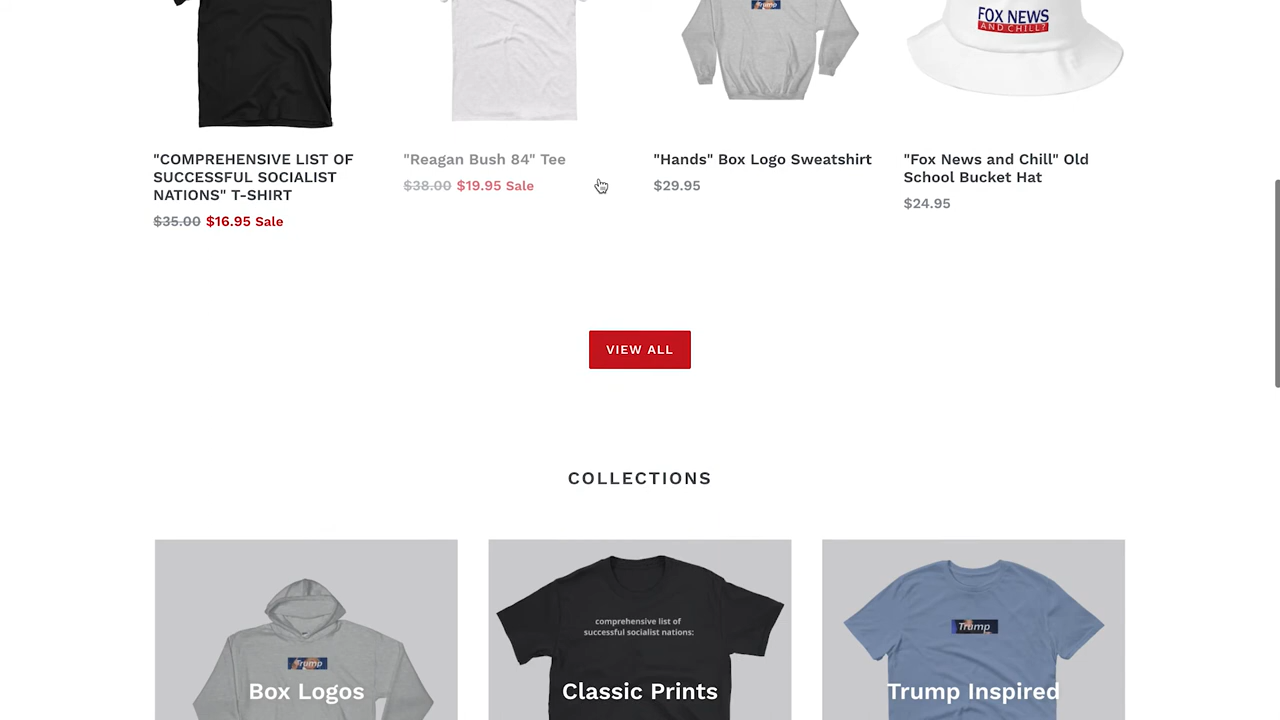 Trump
FOX NEWS
AND CHILL?
"COMPREHENSIVE LIST OF
SUCCESSFUL SOCIALIST
NATIONS" T-SHIRT
$35.00 $16.95 Sale
"Reagan Bush 84" Tee
$38.00 $19.95 Sale
"Hands" Box Logo Sweatshirt
$29.95
"Fox News and Chill" Old
School Bucket Hat
$24.95
VIEW ALL
COLLECTIONS
Trump
Box Logos
comprehensive list of
successful socialist nations:
Classic Prints
Trump
Trump Inspired